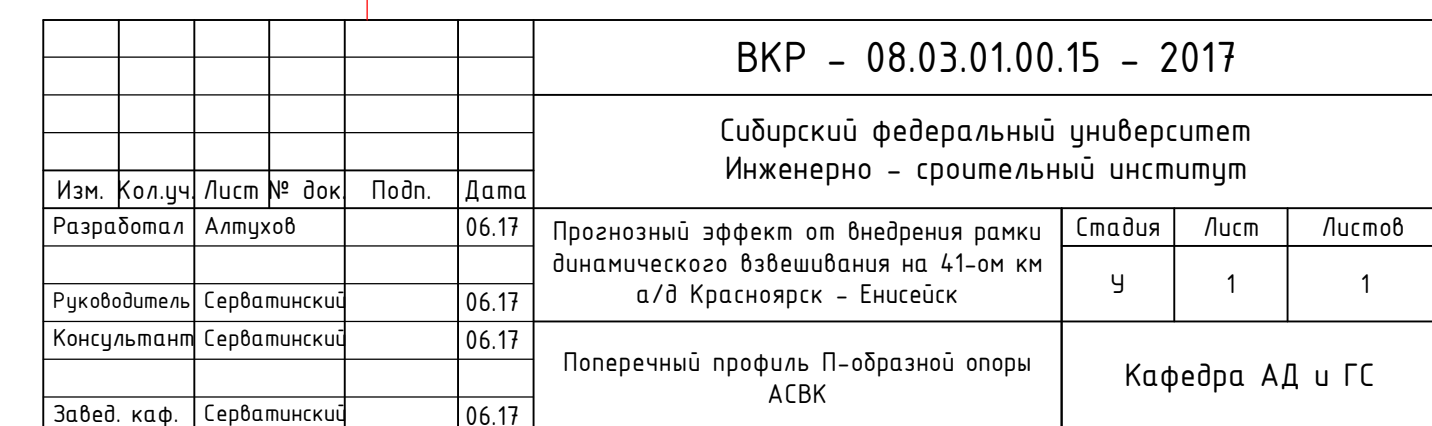 ВКР - 08.03.01.00.15 - 2017
Сибирский федеральный университет
Инженерно - сроительный институт
Изм. Кол.уч. Лист № док. Подп. Дата
Разработал Алтухов 06.17
Руководитель Серватинский 06.17
Консультант Серватинский 06.17
Завед. каф. Серватинский 06.17
Прогнозный эффект от внедрения рамки
динамического взвешивания на 41-ом км
а/д Красноярск - Енисейск
Стадия Лист Листов
У 1 1
Поперечный профиль П-образной опоры
АСВК
Кафедра АД и ГС